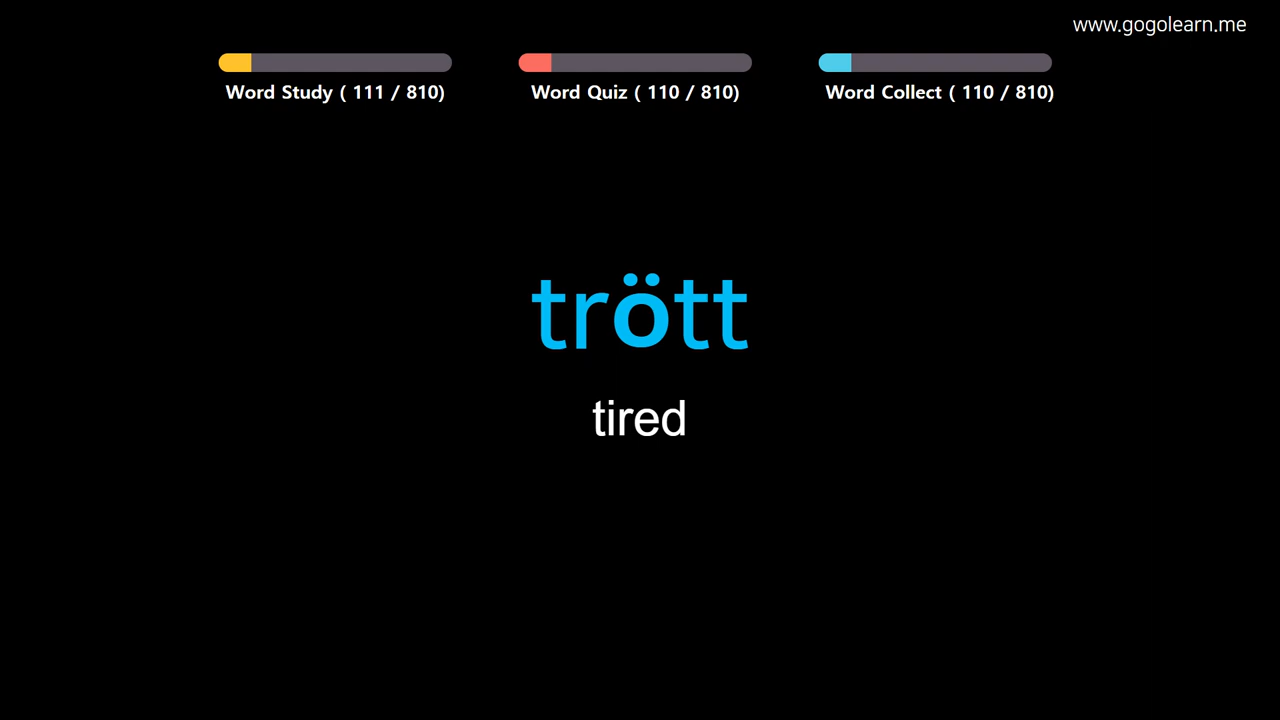 www.gogolearn.me
Word Study ( 111 / 810)
Word Quiz ( 110 / 810)
Word Collect ( 110 / 810)
trött
tired